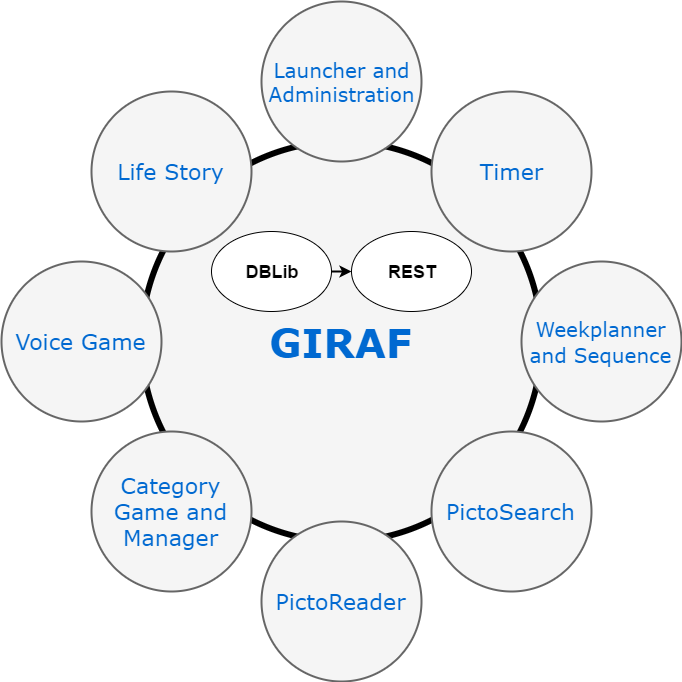 Launcher and
Administration
Life Story
Timer
DBLib
REST
Voice Game
GIRAF
Weekplanner
and Sequence
Category
Game and
Manager
PictoSearch
PictoReader